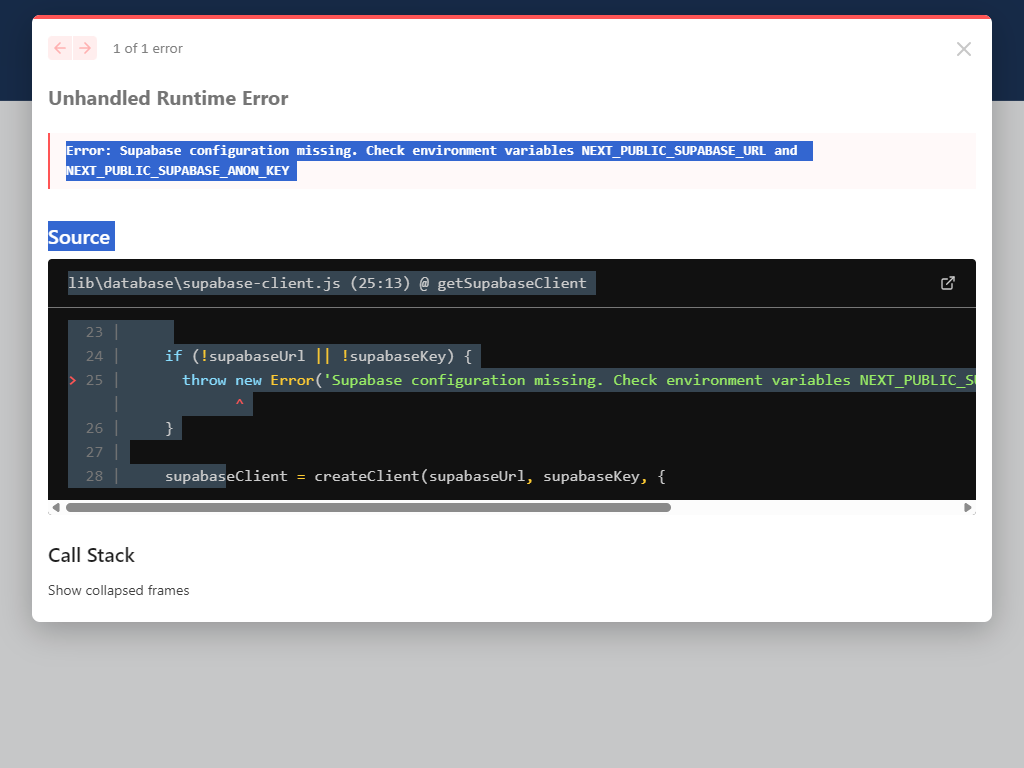 1 of 1 error
Unhandled Runtime Error
Error: Supabase configuration missing. Check environment variables NEXT_PUBLIC_SUPABASE_URL and
NEXT_PUBLIC_SUPABASE_ANON_KEY
Source
lib\database\supabase-client.js (25:13) @ getSupabaseClient
23 |
24 | if (!supabaseUrl || !supabaseKey) {
> 25 | throw new Error('Supabase configuration missing. Check environment variables NEXT_PUBLIC_SU
| ^
26 | }
27 |
28 | supabaseClient = createClient(supabaseUrl, supabaseKey, {
Call Stack
Show collapsed frames